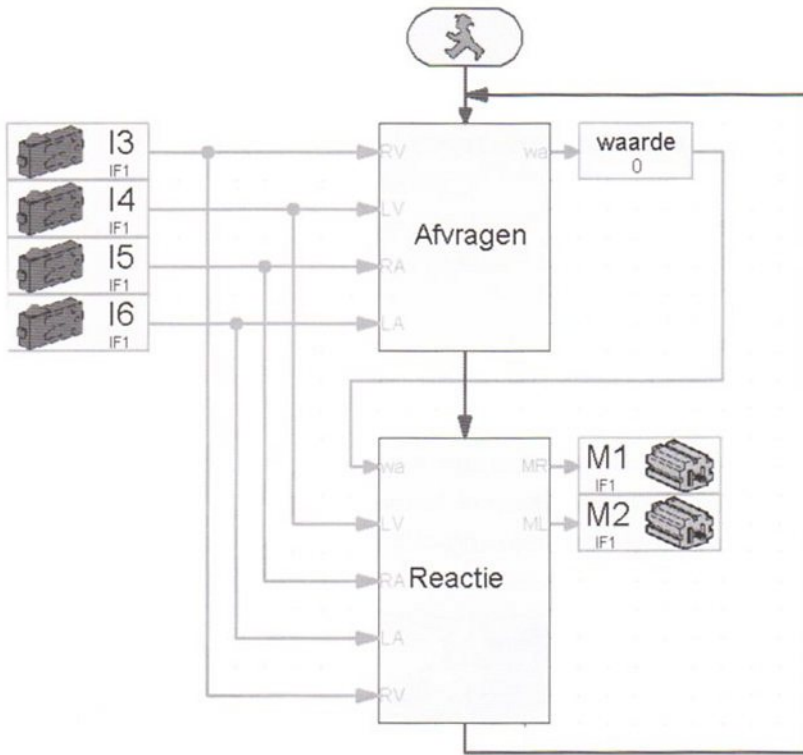 I3
IF1
I4
IF1
I5
IF1
I6
IF1
RV
LV
RA
LA
wa
Afvragen
waarde
0
wa
LV
RA
LA
RV
MR
ML
Reactie
M1
IF1
M2
IF1